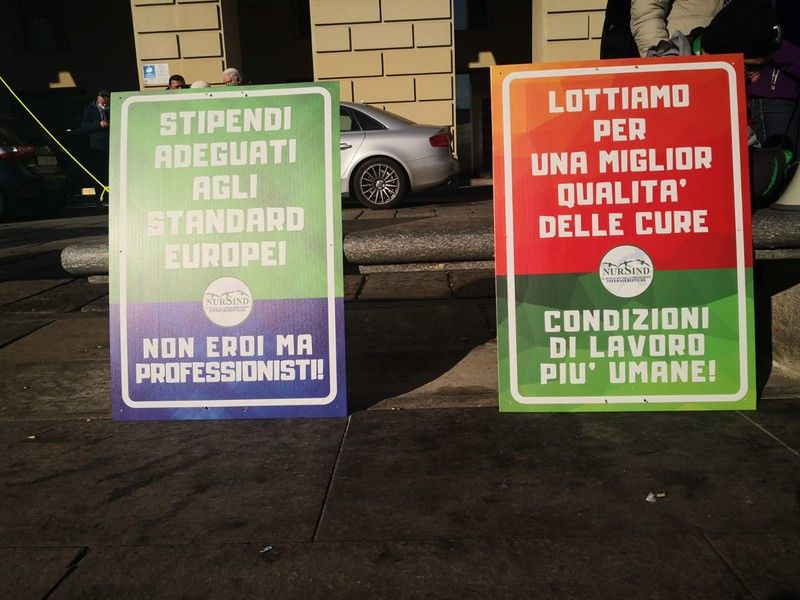 STIPENDI
ADEGUATI
AGLI
STANDARD
EUROPEI
NURSIND
NON EROI MA
PROFESSIONISTI!
LOTTIAMO
PER
UNA MIGLIOR
QUALITA'
DELLE CURE
NURSIND
CONDIZIONI
DI LAVORO
PIU' UMANE!